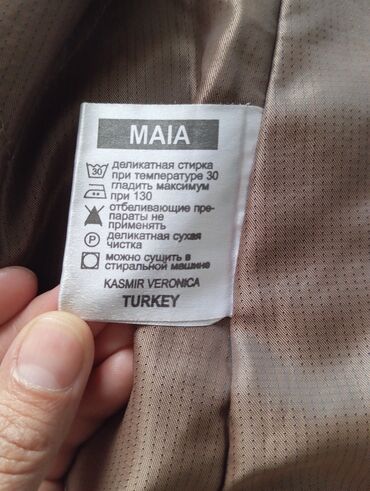 MAIA
30
деликатная стирка
при температуре 30
гладить максимум
при 130
отбеливающие пре-
параты не
применять
P
деликатная сухая
чистка
можно сушить в
стиральной машине
KASMIR VERONICA
TURKEY